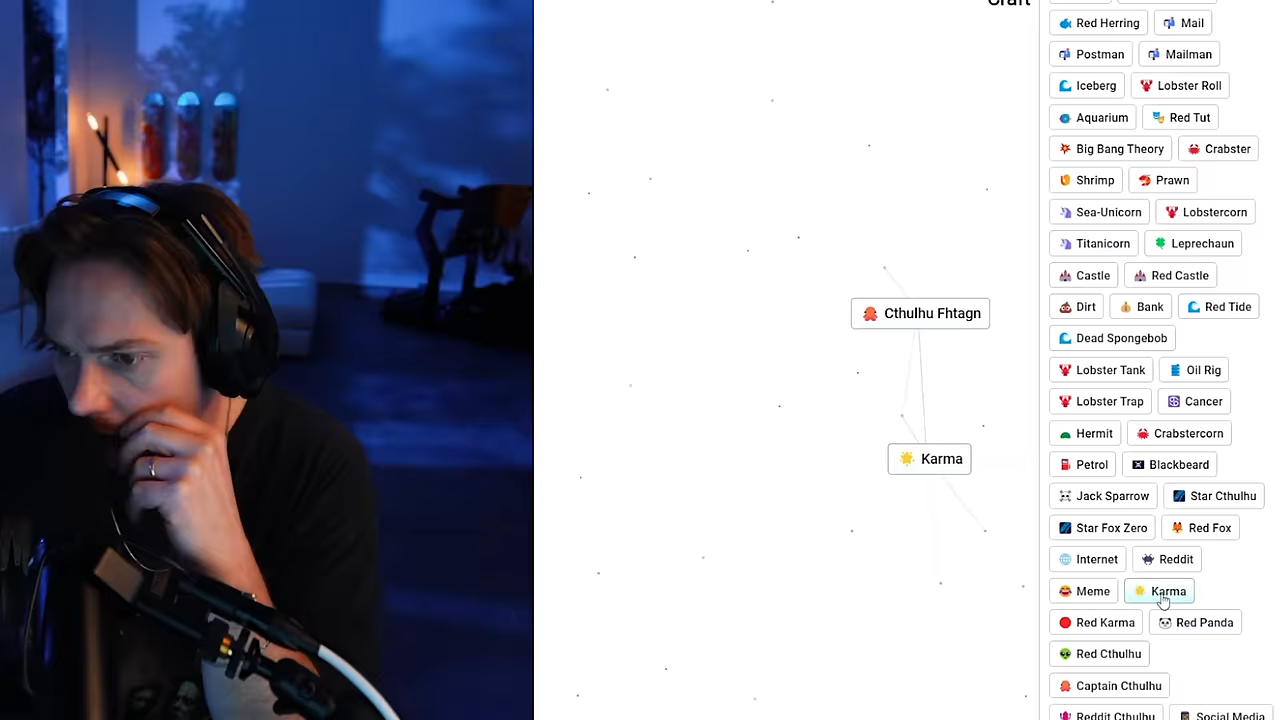 Craft
Red Herring Mail
Postman Mailman
Iceberg Lobster Roll
Aquarium Red Tut
Big Bang Theory Crabster
Shrimp Prawn
Sea-Unicorn Lobstercorn
Titanicorn Leprechaun
Castle Red Castle
Dirt Bank Red Tide
Dead Spongebob
Lobster Tank Oil Rig
Lobster Trap Cancer
Hermit Crabstercorn
Petrol Blackbeard
Jack Sparrow Star Cthulhu
Star Fox Zero Red Fox
Internet Reddit
Meme Karma
Red Karma Red Panda
Red Cthulhu
Captain Cthulhu
Reddit Cthulhu Social Media
Cthulhu Fhtagn
Karma